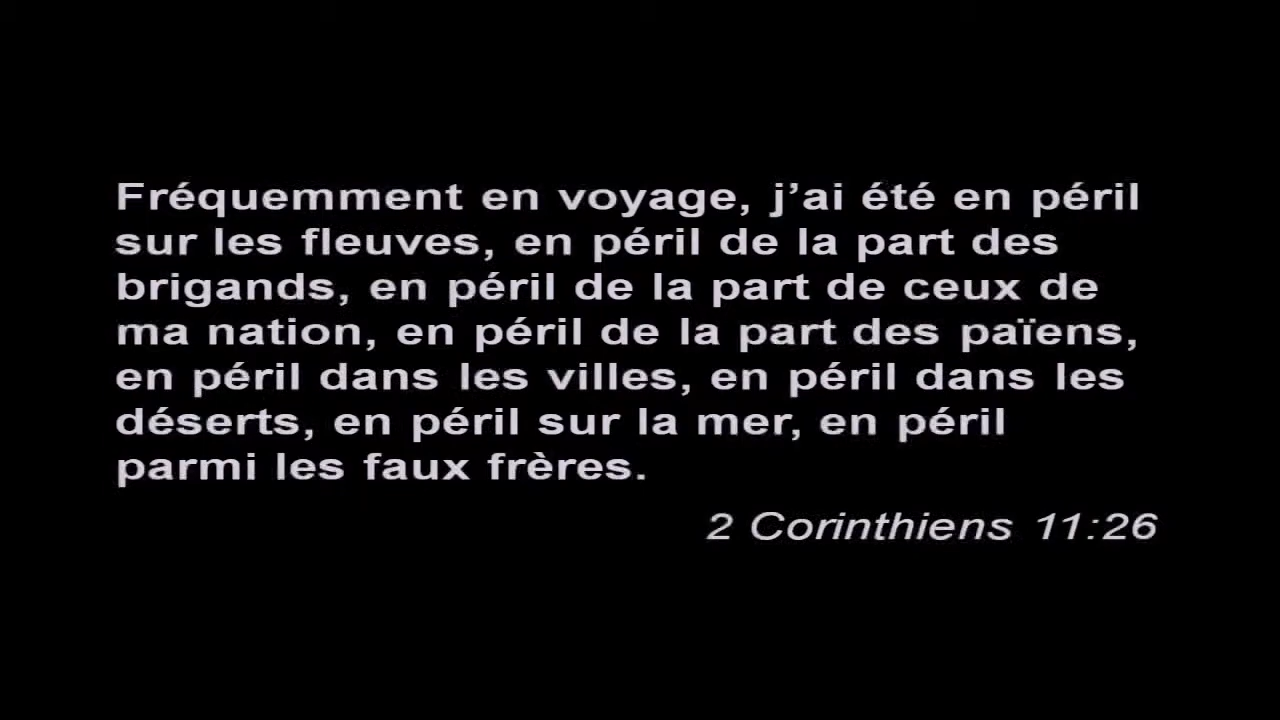 Fréquemment en voyage, j’ai été en péril
sur les fleuves, en péril de la part des
brigands, en péril de la part de ceux de
ma nation, en péril de la part des païens,
en péril dans les villes, en péril dans les
déserts, en péril sur la mer, en péril
parmi les faux frères.
2 Corinthiens 11:26